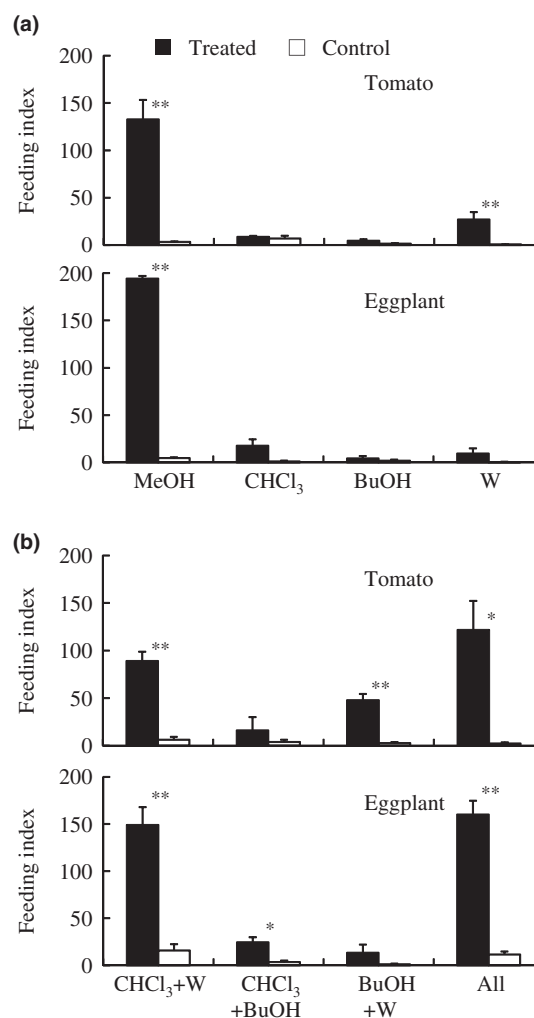 (a)
Treated Control
Tomato
Feeding index
200
150
100
50
0
**
**
Eggplant
Feeding index
200
150
100
50
0
**
MeOH CHCl₃ BuOH W
(b)
Tomato
Feeding index
200
150
100
50
0
**
**
*
Eggplant
Feeding index
200
150
100
50
0
**
*
**
CHCl₃+W CHCl₃ BuOH All
+BuOH +W